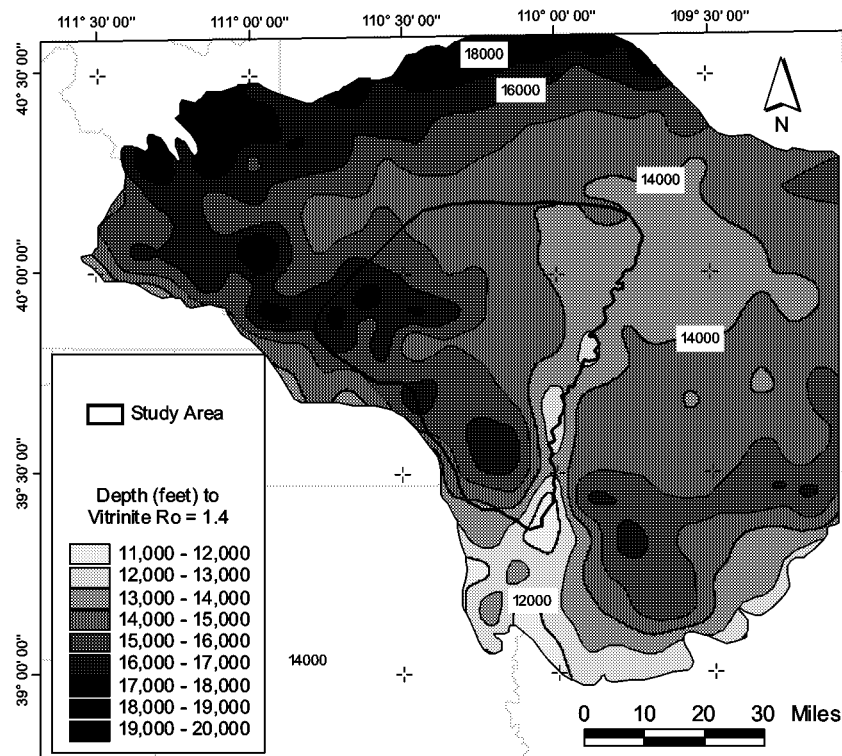 111° 30' 00" 111° 00' 00" 110° 30' 00" 110° 00' 00" 109° 30' 00"
40° 30' 00"
40° 00' 00"
39° 30' 00"
39° 00' 00"
18000
16000
N
14000
14000
12000
14000
Study Area
Depth (feet) to
Vitrinite Ro = 1.4
11,000 - 12,000
12,000 - 13,000
13,000 - 14,000
14,000 - 15,000
15,000 - 16,000
16,000 - 17,000
17,000 - 18,000
18,000 - 19,000
19,000 - 20,000
0 10 20 30 Miles